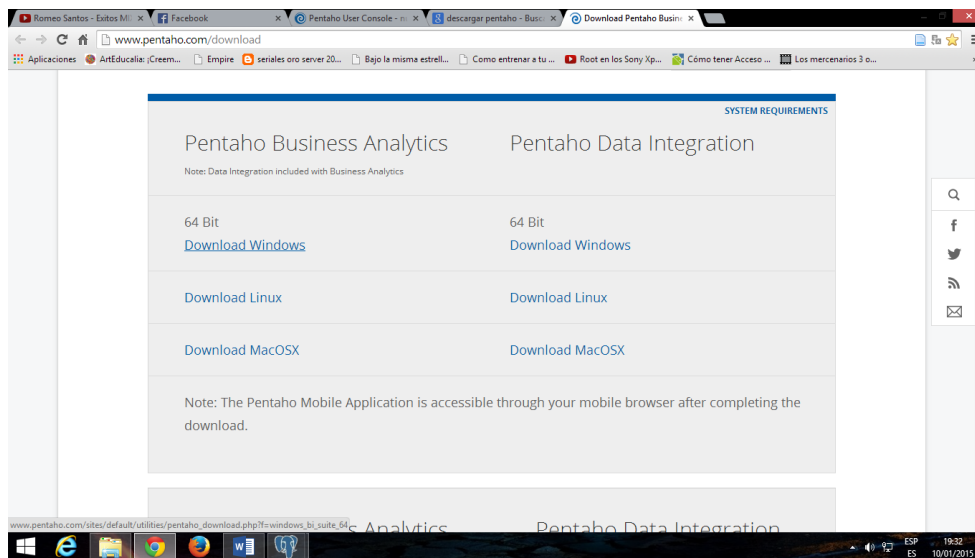 Romeo Santos - Exitos MI
Facebook
Pentaho User Console -
descargar pentaho - Busc
Download Pentaho Busine
www.pentaho.com/download
Aplicaciones
ArtEducalia: ¡Creem...
Empire
seriales oro server 20...
Bajo la misma estrell...
Como entrenar a tu ...
Root en los Sony Xp...
Cómo tener Acceso ...
Los mercenarios 3 o...
SYSTEM REQUIREMENTS
Pentaho Business Analytics
Pentaho Data Integration
Note: Data Integration included with Business Analytics
64 Bit
64 Bit
Download Windows
Download Windows
Download Linux
Download Linux
Download MacOSX
Download MacOSX
Note: The Pentaho Mobile Application is accessible through your mobile browser after completing the
download.
www.pentaho.com/sites/default/utilities/pentaho_download.php?f=windows_bi_suite_64
s Analytics
Pentaho Data Integration
ESP
19:32
ES
10/01/2015